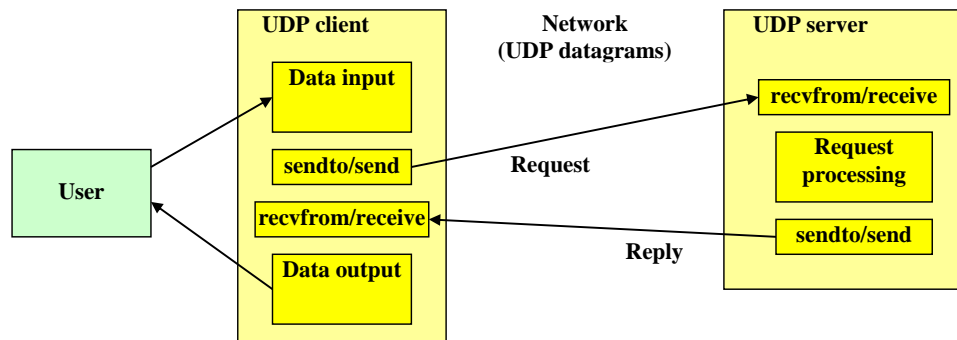 UDP client
Network
(UDP datagrams)
UDP server
Data input
recvfrom/receive
sendto/send
Request
Request
processing
User
recvfrom/receive
sendto/send
Reply
Data output